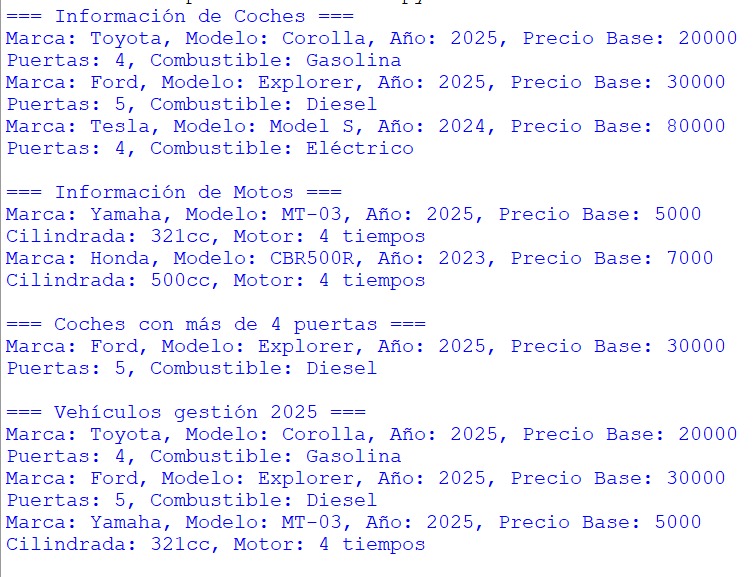 === Información de Coches ===
Marca: Toyota, Modelo: Corolla, Año: 2025, Precio Base: 20000
Puertas: 4, Combustible: Gasolina
Marca: Ford, Modelo: Explorer, Año: 2025, Precio Base: 30000
Puertas: 5, Combustible: Diesel
Marca: Tesla, Modelo: Model S, Año: 2024, Precio Base: 80000
Puertas: 4, Combustible: Eléctrico

=== Información de Motos ===
Marca: Yamaha, Modelo: MT-03, Año: 2025, Precio Base: 5000
Cilindrada: 321cc, Motor: 4 tiempos
Marca: Honda, Modelo: CBR500R, Año: 2023, Precio Base: 7000
Cilindrada: 500cc, Motor: 4 tiempos

=== Coches con más de 4 puertas ===
Marca: Ford, Modelo: Explorer, Año: 2025, Precio Base: 30000
Puertas: 5, Combustible: Diesel

=== Vehículos gestión 2025 ===
Marca: Toyota, Modelo: Corolla, Año: 2025, Precio Base: 20000
Puertas: 4, Combustible: Gasolina
Marca: Ford, Modelo: Explorer, Año: 2025, Precio Base: 30000
Puertas: 5, Combustible: Diesel
Marca: Yamaha, Modelo: MT-03, Año: 2025, Precio Base: 5000
Cilindrada: 321cc, Motor: 4 tiempos